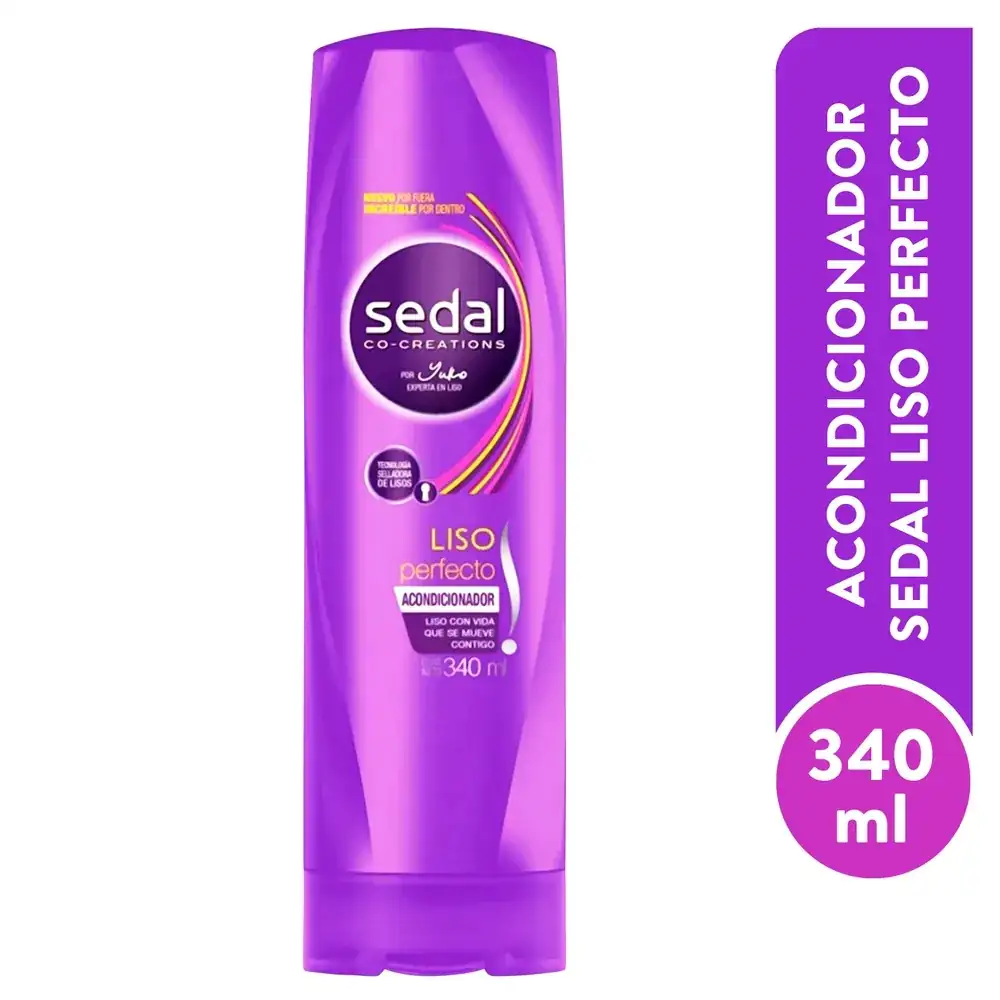 NUEVO POR FUERA
INCREÍBLE POR DENTRO
sedal
CO-CREATIONS
POR Yuko
EXPERTA EN LISO
TECNOLOGÍA
SELLADORA
DE LISOS
LISO
perfecto
ACONDICIONADOR
LISO CON VIDA
QUE SE MUEVE
CONTIGO
340 ml
ACONDICIONADOR
SEDAL LISO PERFECTO
340
ml